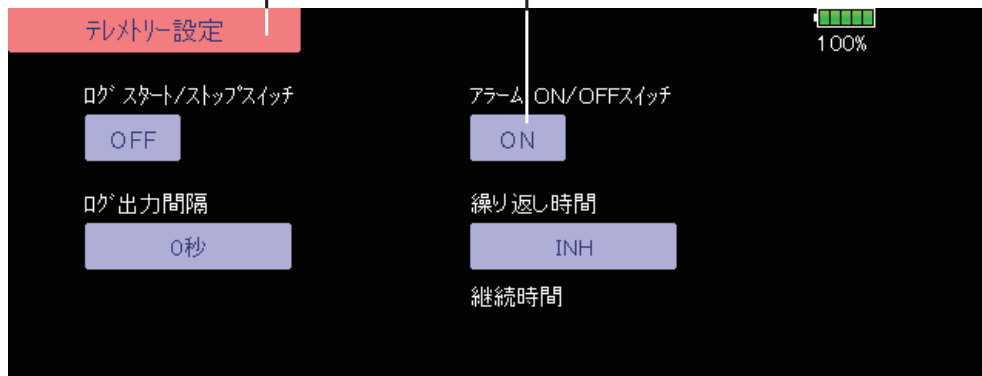 ﾃﾚﾒﾄﾘｰ設定
100%
ﾛｸﾞ ｽﾀｰﾄ/ｽﾄｯﾌﾟｽｲｯﾁ
ｱﾗｰﾑ ON/OFFｽｲｯﾁ
OFF
ON
ﾛｸﾞ出力間隔
繰り返し時間
0秒
INH
継続時間